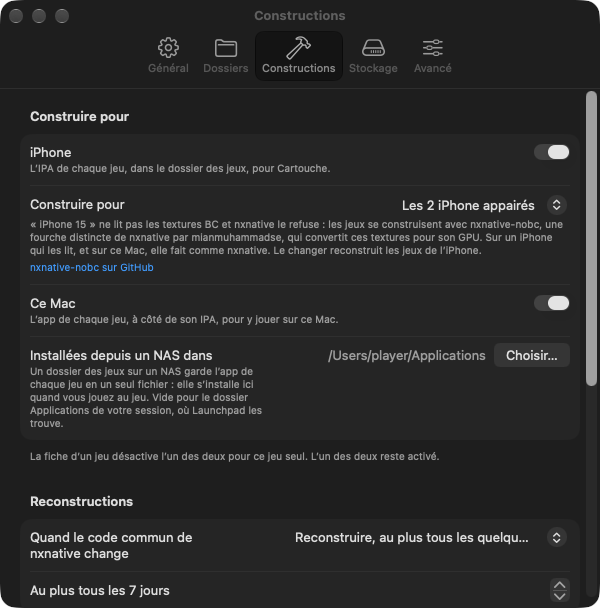 Constructions
Général
Dossiers
Constructions
Stockage
Avancé
Construire pour
iPhone
L’IPA de chaque jeu, dans le dossier des jeux, pour Cartouche.
Construire pour
Les 2 iPhone appairés
« iPhone 15 » ne lit pas les textures BC et nxnative le refuse : les jeux se construisent avec nxnative-nobc, une
fourche distincte de nxnative par mianmuhammadse, qui convertit ces textures pour son GPU. Sur un iPhone
qui les lit, et sur ce Mac, elle fait comme nxnative. Le changer reconstruit les jeux de l’iPhone.
nxnative-nobc sur GitHub
Ce Mac
L’app de chaque jeu, à côté de son IPA, pour y jouer sur ce Mac.
Installées depuis un NAS dans
/Users/player/Applications
Choisir...
Un dossier des jeux sur un NAS garde l’app de
chaque jeu en un seul fichier : elle s’installe ici
quand vous jouez au jeu. Vide pour le dossier
Applications de votre session, où Launchpad les
trouve.
La fiche d’un jeu désactive l’un des deux pour ce jeu seul. L’un des deux reste activé.
Reconstructions
Quand le code commun de
nxnative change
Reconstruire, au plus tous les quelqu...
Au plus tous les 7 jours